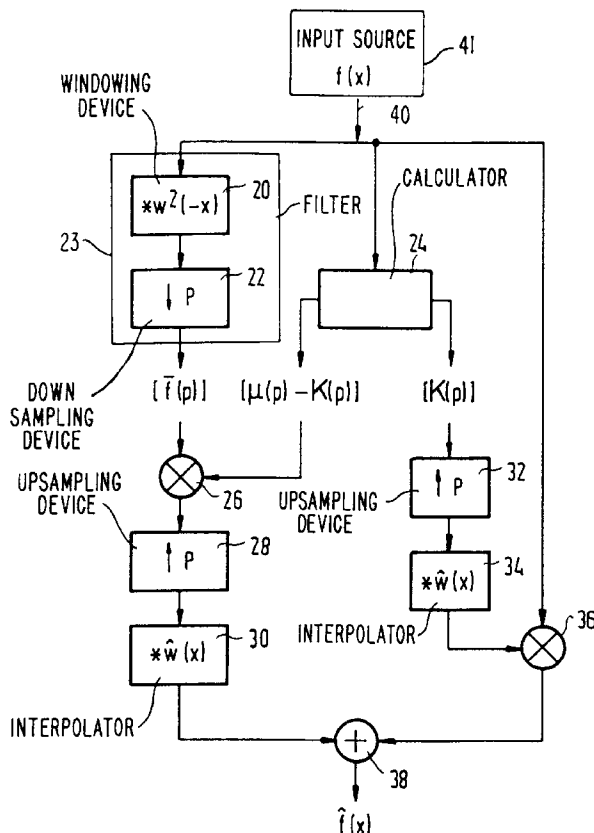 INPUT SOURCE
f(x)
41
40
WINDOWING
DEVICE
*w²(-x)
20
FILTER
23
↓ P
22
CALCULATOR
24
DOWN
SAMPLING
DEVICE
[f̄(p)]
[μ(p) - K(p)]
[K(p)]
26
UPSAMPLING
DEVICE
↑ P
28
UPSAMPLING
DEVICE
↑ P
32
*ŵ(x)
34
INTERPOLATOR
36
*ŵ(x)
30
INTERPOLATOR
+
38
f̂(x)